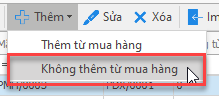 Thêm Sửa Xóa
Thêm từ mua hàng
Không thêm từ mua hàng